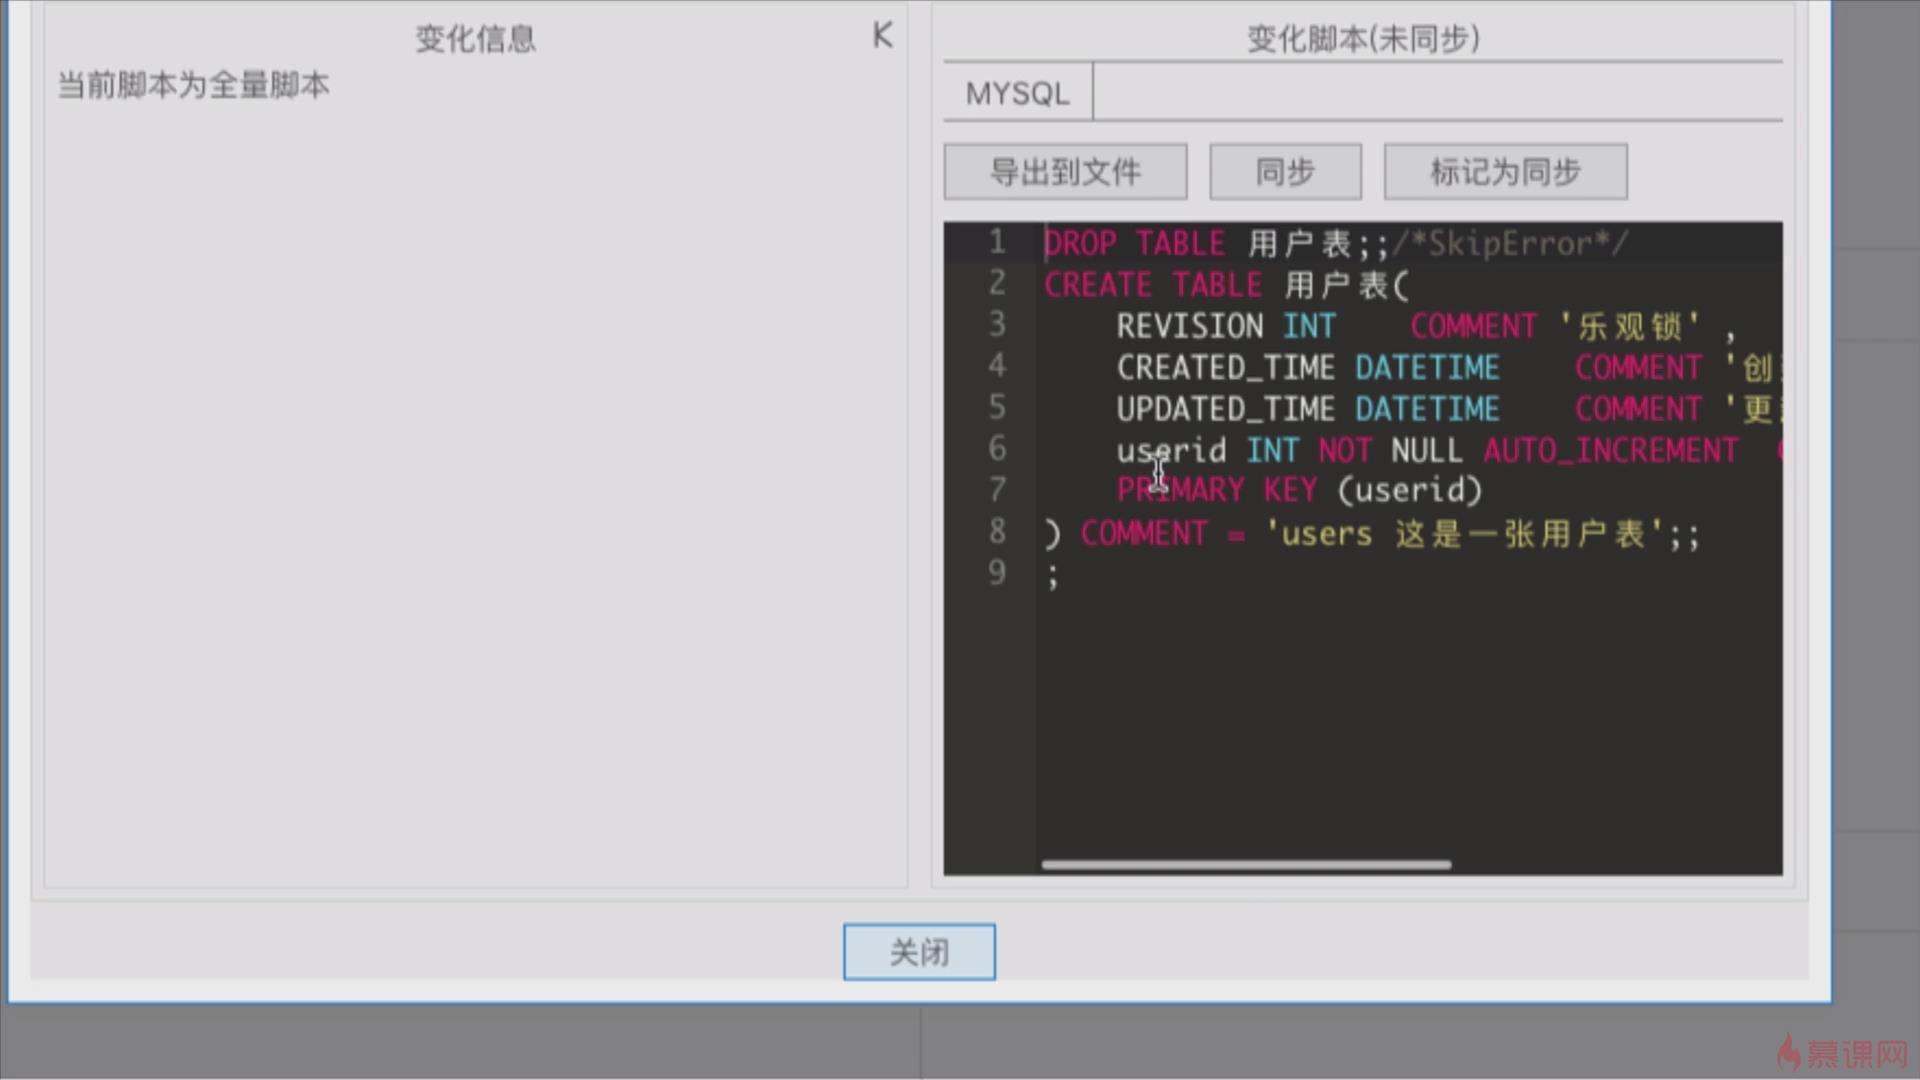 变化信息
当前脚本为全量脚本
变化脚本(未同步)
MYSQL
导出到文件 同步 标记为同步
1 DROP TABLE 用户表;;/*SkipError*/
2 CREATE TABLE 用户表(
3 REVISION INT COMMENT '乐观锁' ,
4 CREATED_TIME DATETIME COMMENT '创
5 UPDATED_TIME DATETIME COMMENT '更
6 userid INT NOT NULL AUTO_INCREMENT
7 PRIMARY KEY (userid)
8 ) COMMENT = 'users 这是一张用户表';;
9 ;
关闭
慕课网